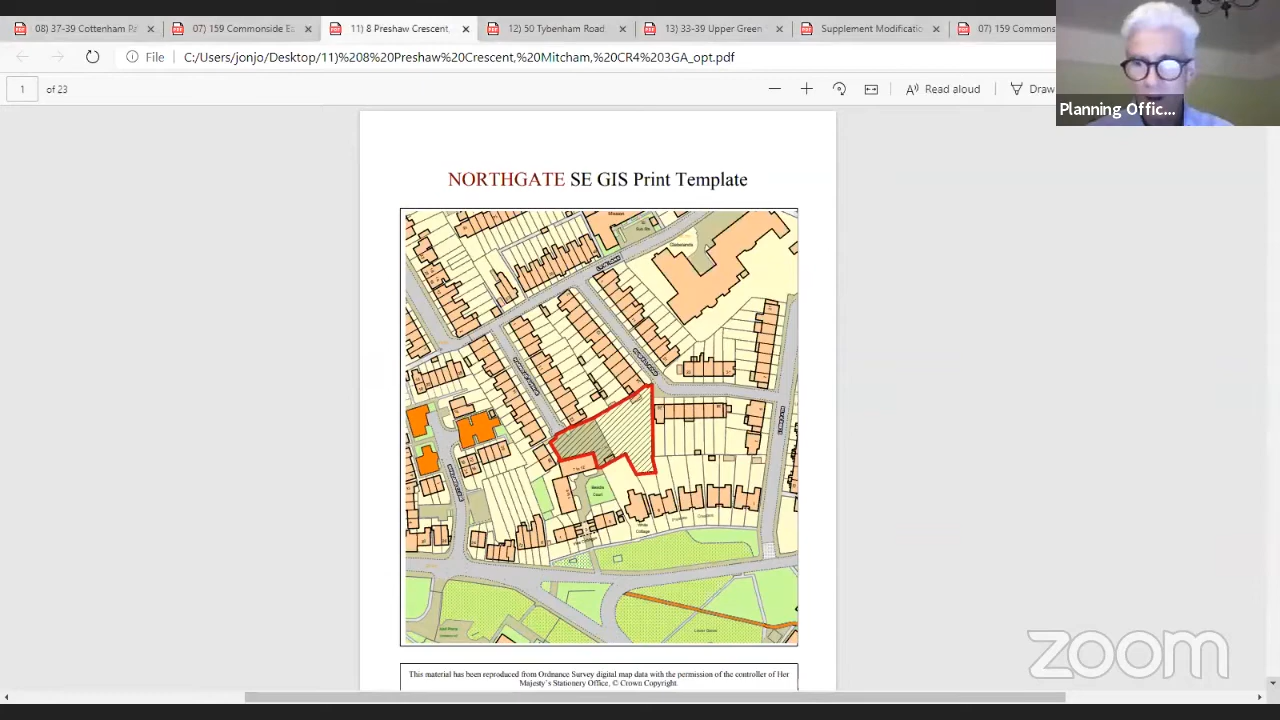 08) 37-39 Cottenham Pa
07) 159 Commonside Ea
11) 8 Preshaw Crescent,
12) 50 Tybenham Road
13) 33-39 Upper Green
Supplement Modificatio
07) 159 Commons
File C:/Users/jonjo/Desktop/11)%208%20Preshaw%20Crescent,%20Mitcham,%20CR4%203GA_opt.pdf
1 of 23
Read aloud
Draw
Planning Offic...
NORTHGATE SE GIS Print Template
This material has been reproduced from Ordnance Survey digital map data with the permission of the controller of Her
Majesty's Stationery Office, © Crown Copyright.
zoom